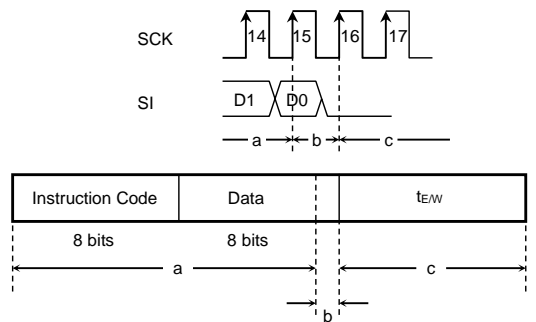 SCK 14 15 16 17
SI D1 D0
a b c
Instruction Code Data tE/W
8 bits 8 bits
a c
b